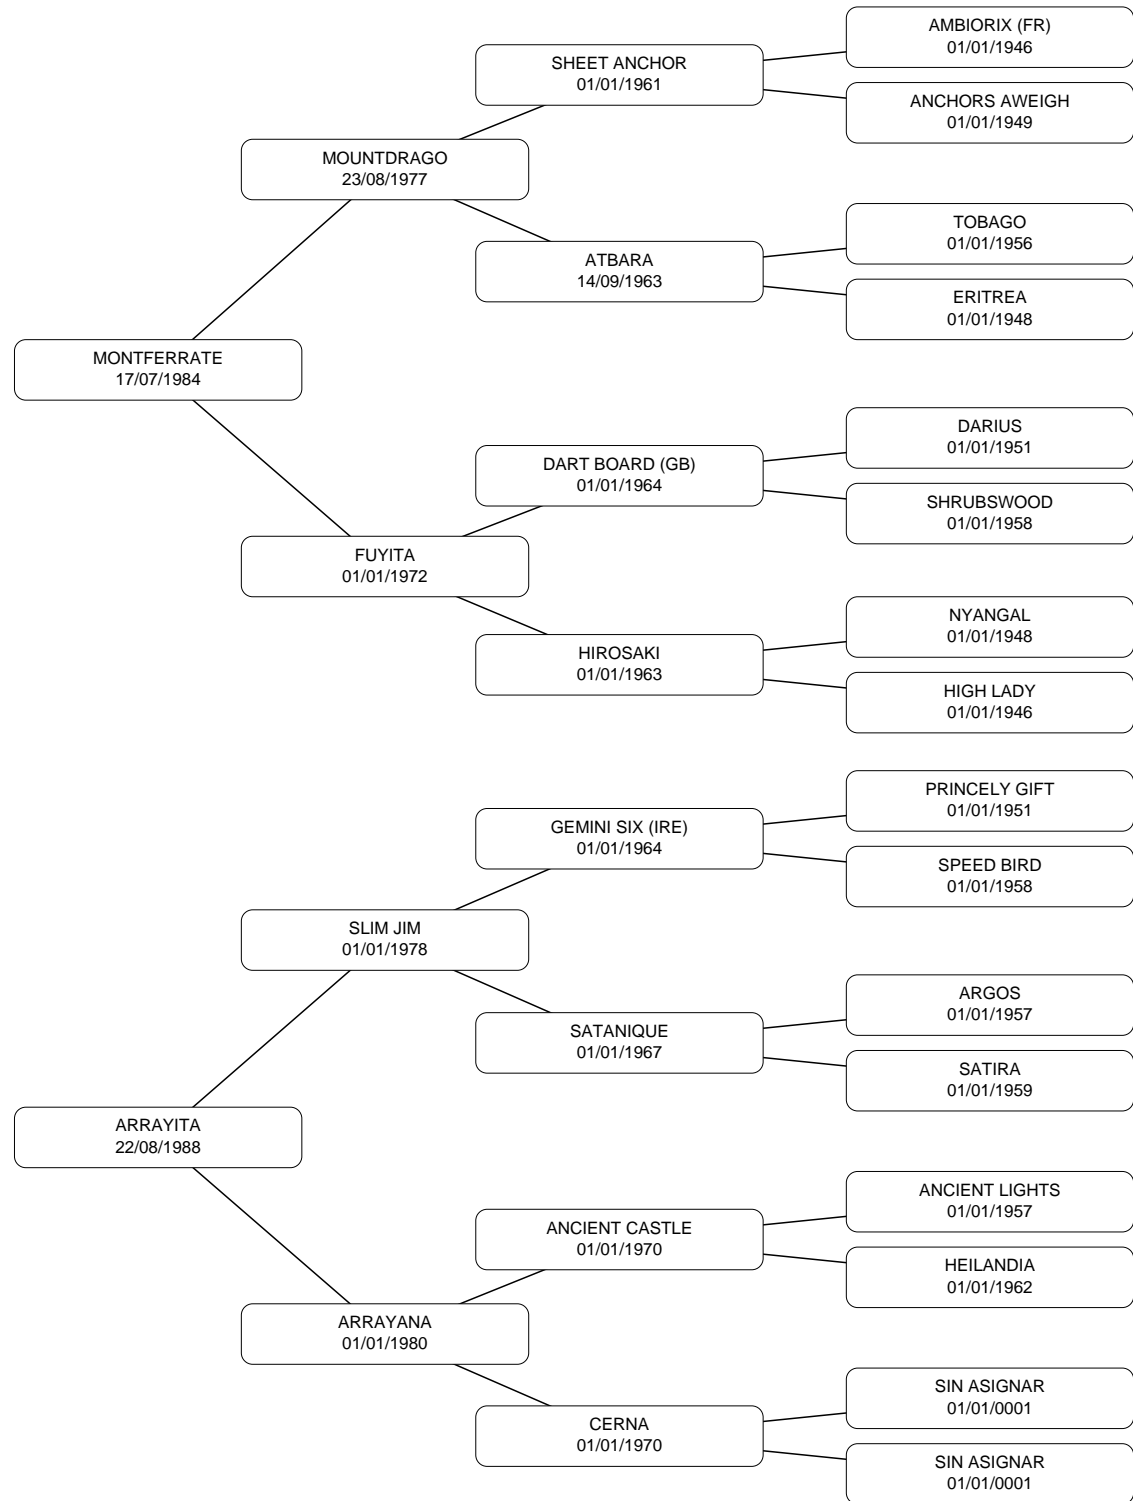 AMBIORIX (FR)
01/01/1946
SHEET ANCHOR
01/01/1961
ANCHORS AWEIGH
01/01/1949
MOUNTDRAGO
23/08/1977
TOBAGO
01/01/1956
ATBARA
14/09/1963
ERITREA
01/01/1948
MONTFERRATE
17/07/1984
DARIUS
01/01/1951
DART BOARD (GB)
01/01/1964
SHRUBSWOOD
01/01/1958
FUYITA
01/01/1972
NYANGAL
01/01/1948
HIROSAKI
01/01/1963
HIGH LADY
01/01/1946
PRINCELY GIFT
01/01/1951
GEMINI SIX (IRE)
01/01/1964
SPEED BIRD
01/01/1958
SLIM JIM
01/01/1978
ARGOS
01/01/1957
SATANIQUE
01/01/1967
SATIRA
01/01/1959
ARRAYITA
22/08/1988
ANCIENT LIGHTS
01/01/1957
ANCIENT CASTLE
01/01/1970
HEILANDIA
01/01/1962
ARRAYANA
01/01/1980
SIN ASIGNAR
01/01/0001
CERNA
01/01/1970
SIN ASIGNAR
01/01/0001